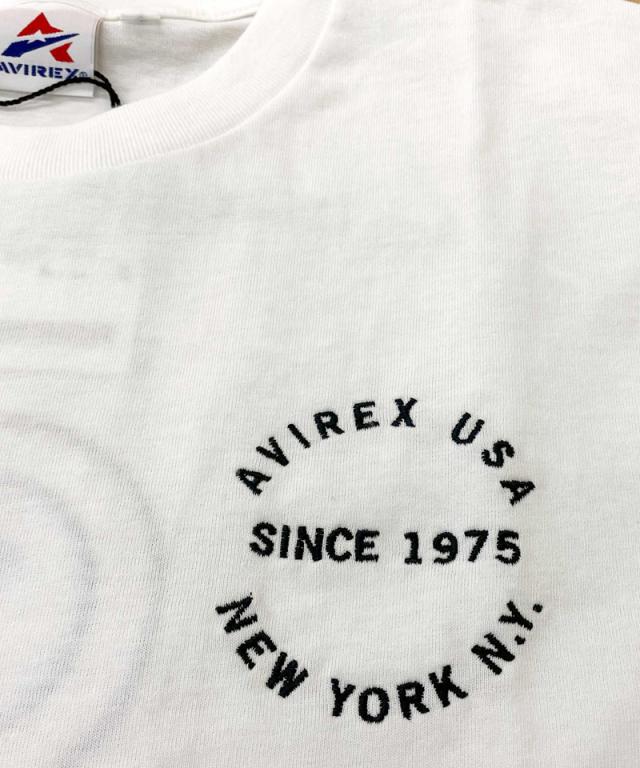 AVIREX®
AVIREX USA
SINCE 1975
NEW YORK N.Y.